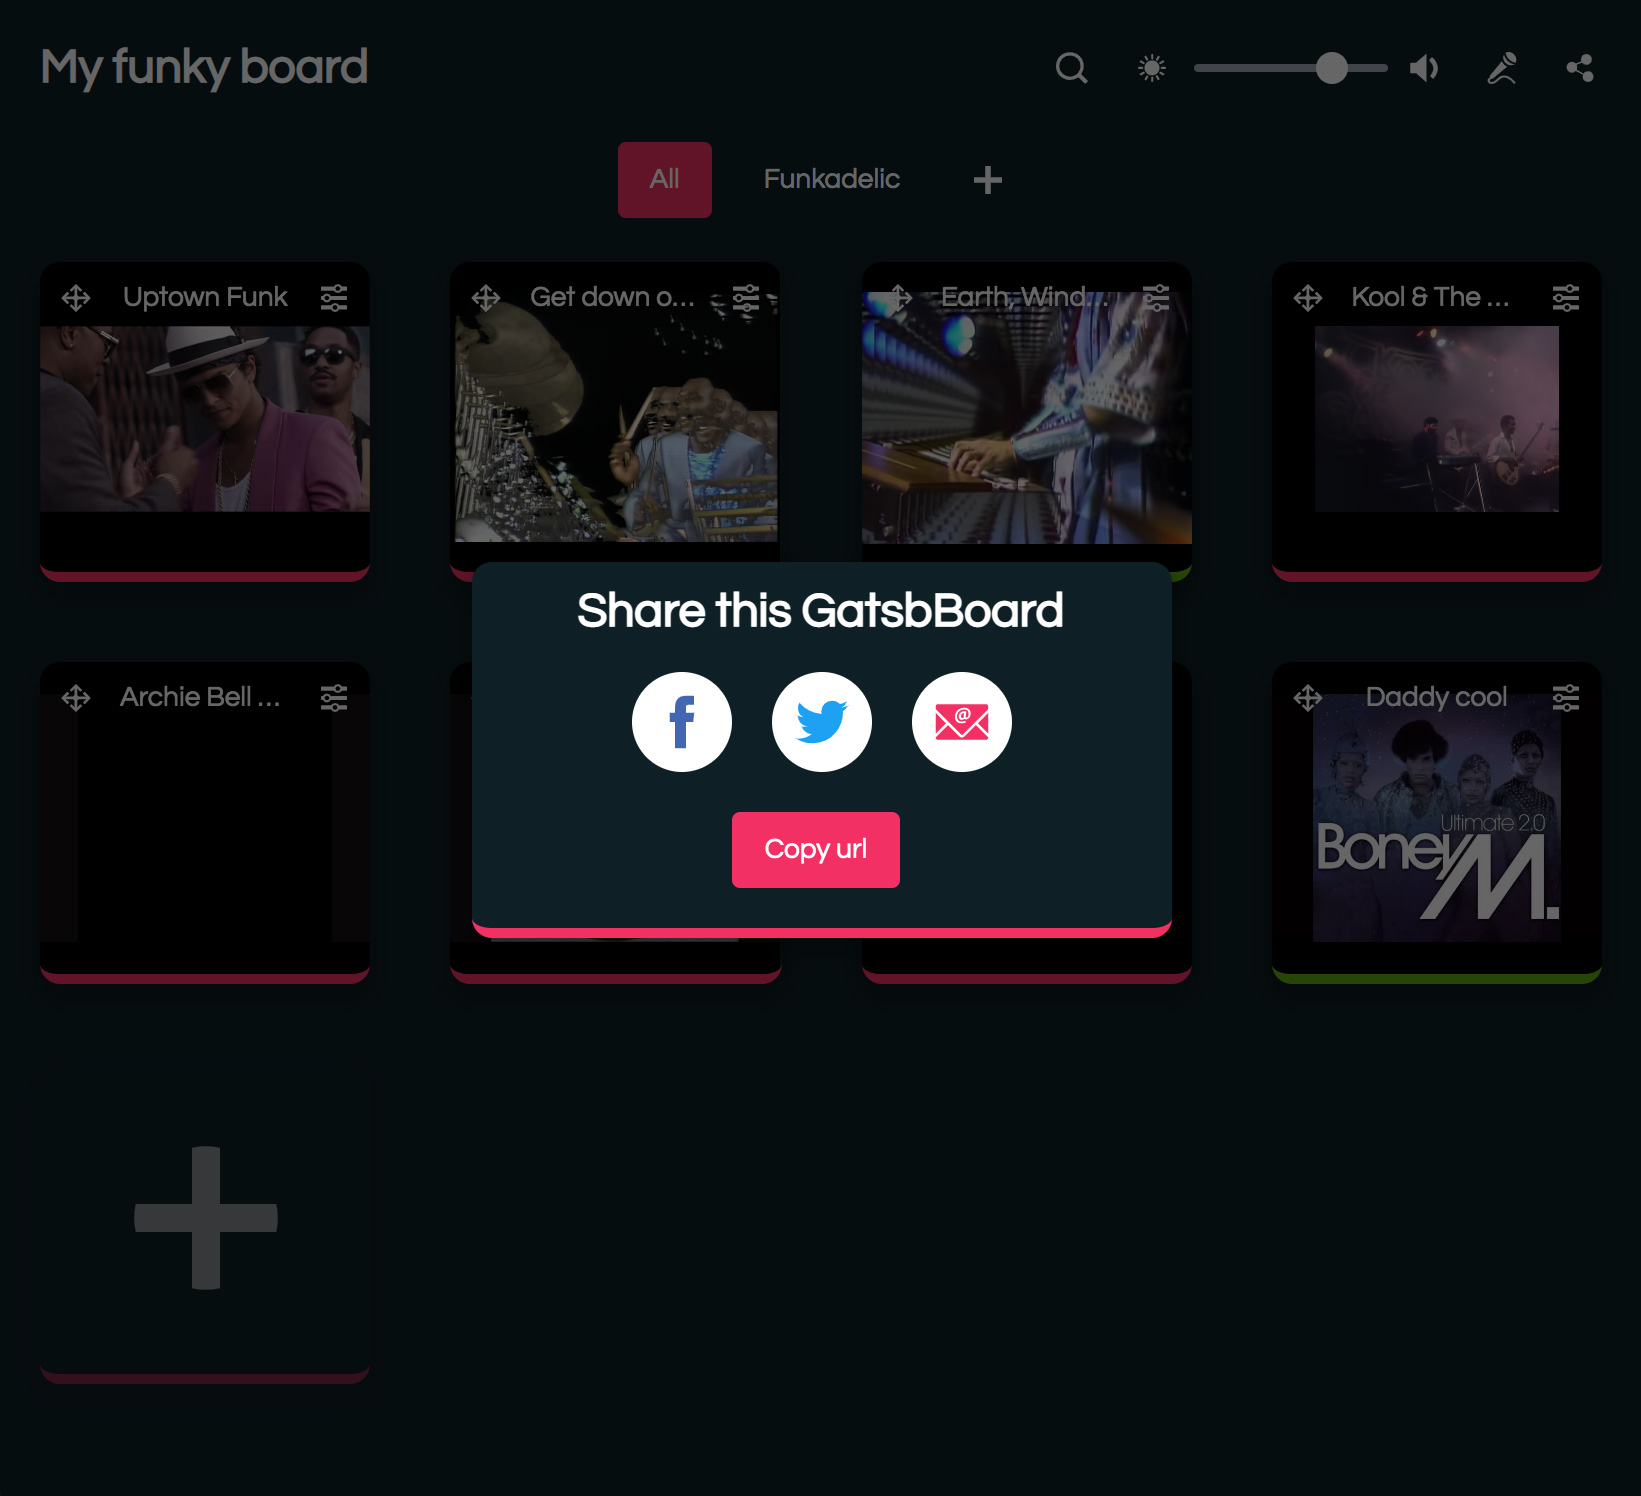 My funky board
All
Funkadelic
Uptown Funk
Get down o...
Earth, Wind...
Kool & The ...
Share this GatsbBoard
f
@
Copy url
Archie Bell ...
Daddy cool
Ultimate 2.0
Boney M.